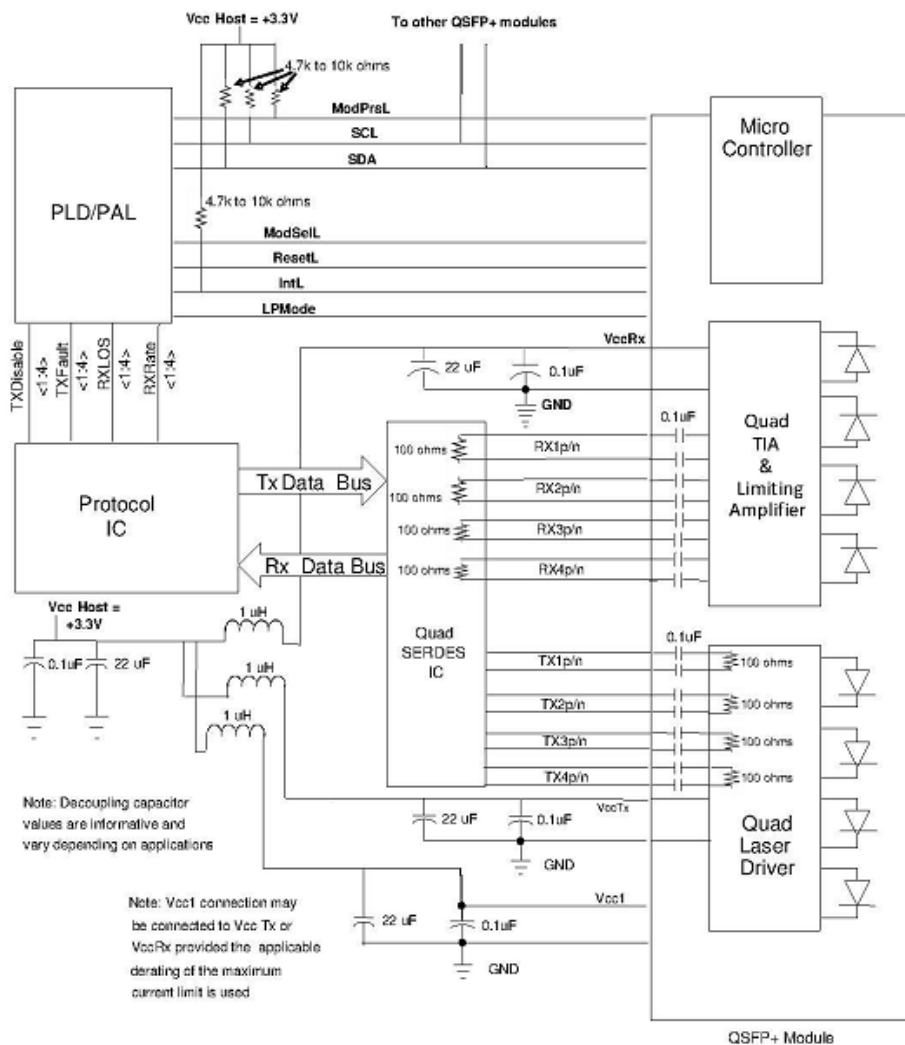 Vcc Host = +3.3V
To other QSFP+ modules
4.7k to 10k ohms
ModPrsL
SCL
SDA
Micro
Controller
PLD/PAL
4.7k to 10k ohms
ModSelL
ResetL
IntL
LPMode
TXDisable
<1:4>
TXFault
<1:4>
RXLOS
<1:4>
RXRate
<1:4>
VccRx
22 uF
0.1uF
GND
Quad
TIA
&
Limiting
Amplifier
0.1uF
100 ohms
RX1p/n
100 ohms
RX2p/n
100 ohms
RX3p/n
100 ohms
RX4p/n
Protocol
IC
Tx Data Bus
Rx Data Bus
Vcc Host =
+3.3V
0.1uF
22 uF
1 uH
1 uH
1 uH
Quad
SERDES
IC
0.1uF
TX1p/n
100 ohms
TX2p/n
100 ohms
TX3p/n
100 ohms
TX4p/n
100 ohms
Note: Decoupling capacitor
values are informative and
vary depending on applications
22 uF
0.1uF
VccTx
GND
Quad
Laser
Driver
Note: Vcc1 connection may
be connected to Vcc Tx or
VccRx provided the applicable
derating of the maximum
current limit is used
22 uF
0.1uF
Vcc1
GND
QSFP+ Module